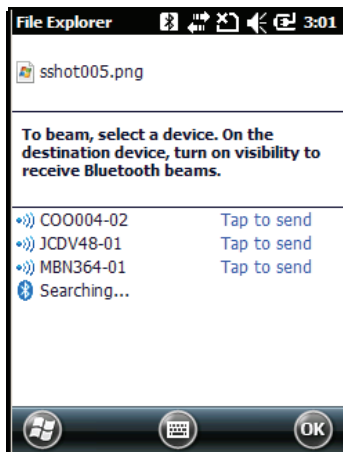 File Explorer 3:01
sshot005.png
To beam, select a device. On the
destination device, turn on visibility to
receive Bluetooth beams.
COO004-02 Tap to send
JCDV48-01 Tap to send
MBN364-01 Tap to send
Searching...
OK